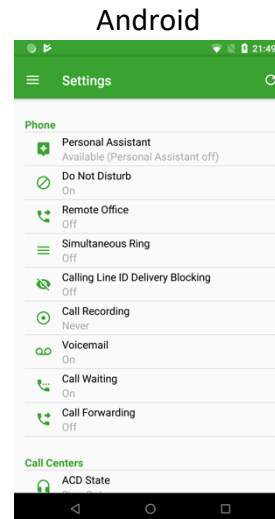 Android
21:49
Settings
Phone
Personal Assistant
Available (Personal Assistant off)
Do Not Disturb
On
Remote Office
Off
Simultaneous Ring
Off
Calling Line ID Delivery Blocking
Off
Call Recording
Never
Voicemail
On
Call Waiting
On
Call Forwarding
Off
Call Centers
ACD State